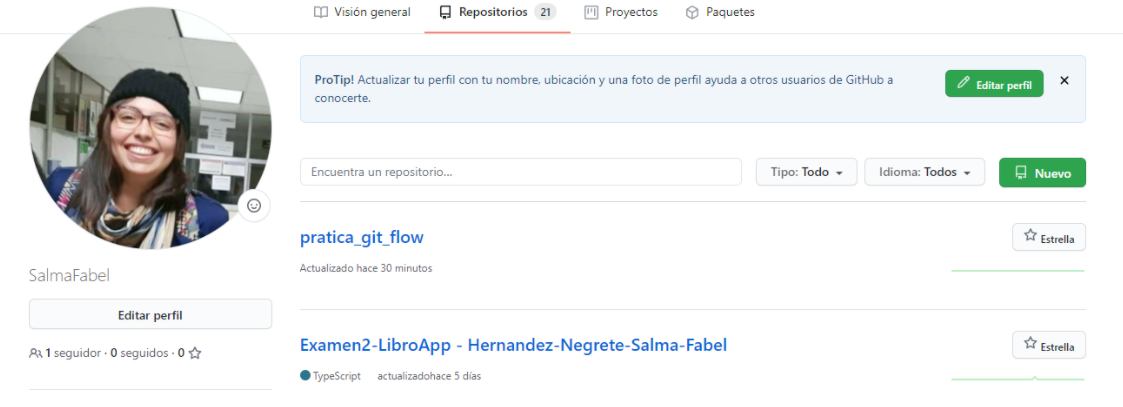 Visión general
Repositorios 21
Proyectos
Paquetes
ProTip! Actualizar tu perfil con tu nombre, ubicación y una foto de perfil ayuda a otros usuarios de GitHub a
conocerte.
Editar perfil
Encuentra un repositorio...
Tipo: Todo
Idioma: Todos
Nuevo
pratica_git_flow
Estrella
Actualizado hace 30 minutos
SalmaFabel
Editar perfil
1 seguidor · 0 seguidos · 0
Examen2-LibroApp - Hernandez-Negrete-Salma-Fabel
Estrella
TypeScript
actualizadohace 5 días